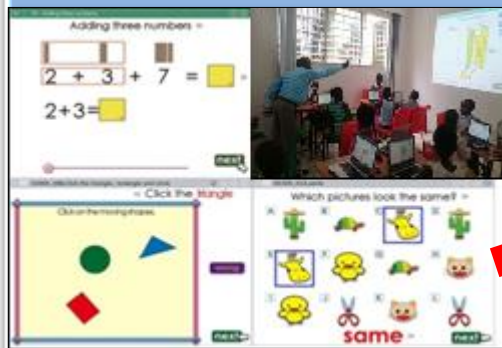 Adding three numbers
2 + 3 + 7 =
2+3=
next
Click the triangle
Click on the moving shapes.
next
Which pictures look the same?
same
next